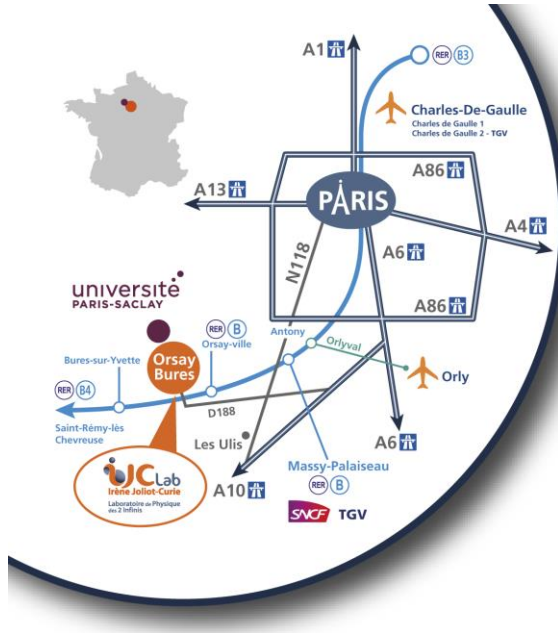 A1
RER B3
Charles-De-Gaulle
Charles de Gaulle 1
Charles de Gaulle 2 - TGV
A86
A13
PARIS
A4
N118
A6
université
PARIS-SACLAY
A86
RER B
Orsay-ville
Antony
Orlyval
Bures-sur-Yvette
Orsay
Bures
Orly
RER B4
D188
Saint-Rémy-lès
Chevreuse
Les Ulis
A6
Massy-Palaiseau
RER B
IJCLab
Irène Joliot-Curie
Laboratoire de Physique
des 2 Infinis
A10
SNCF TGV